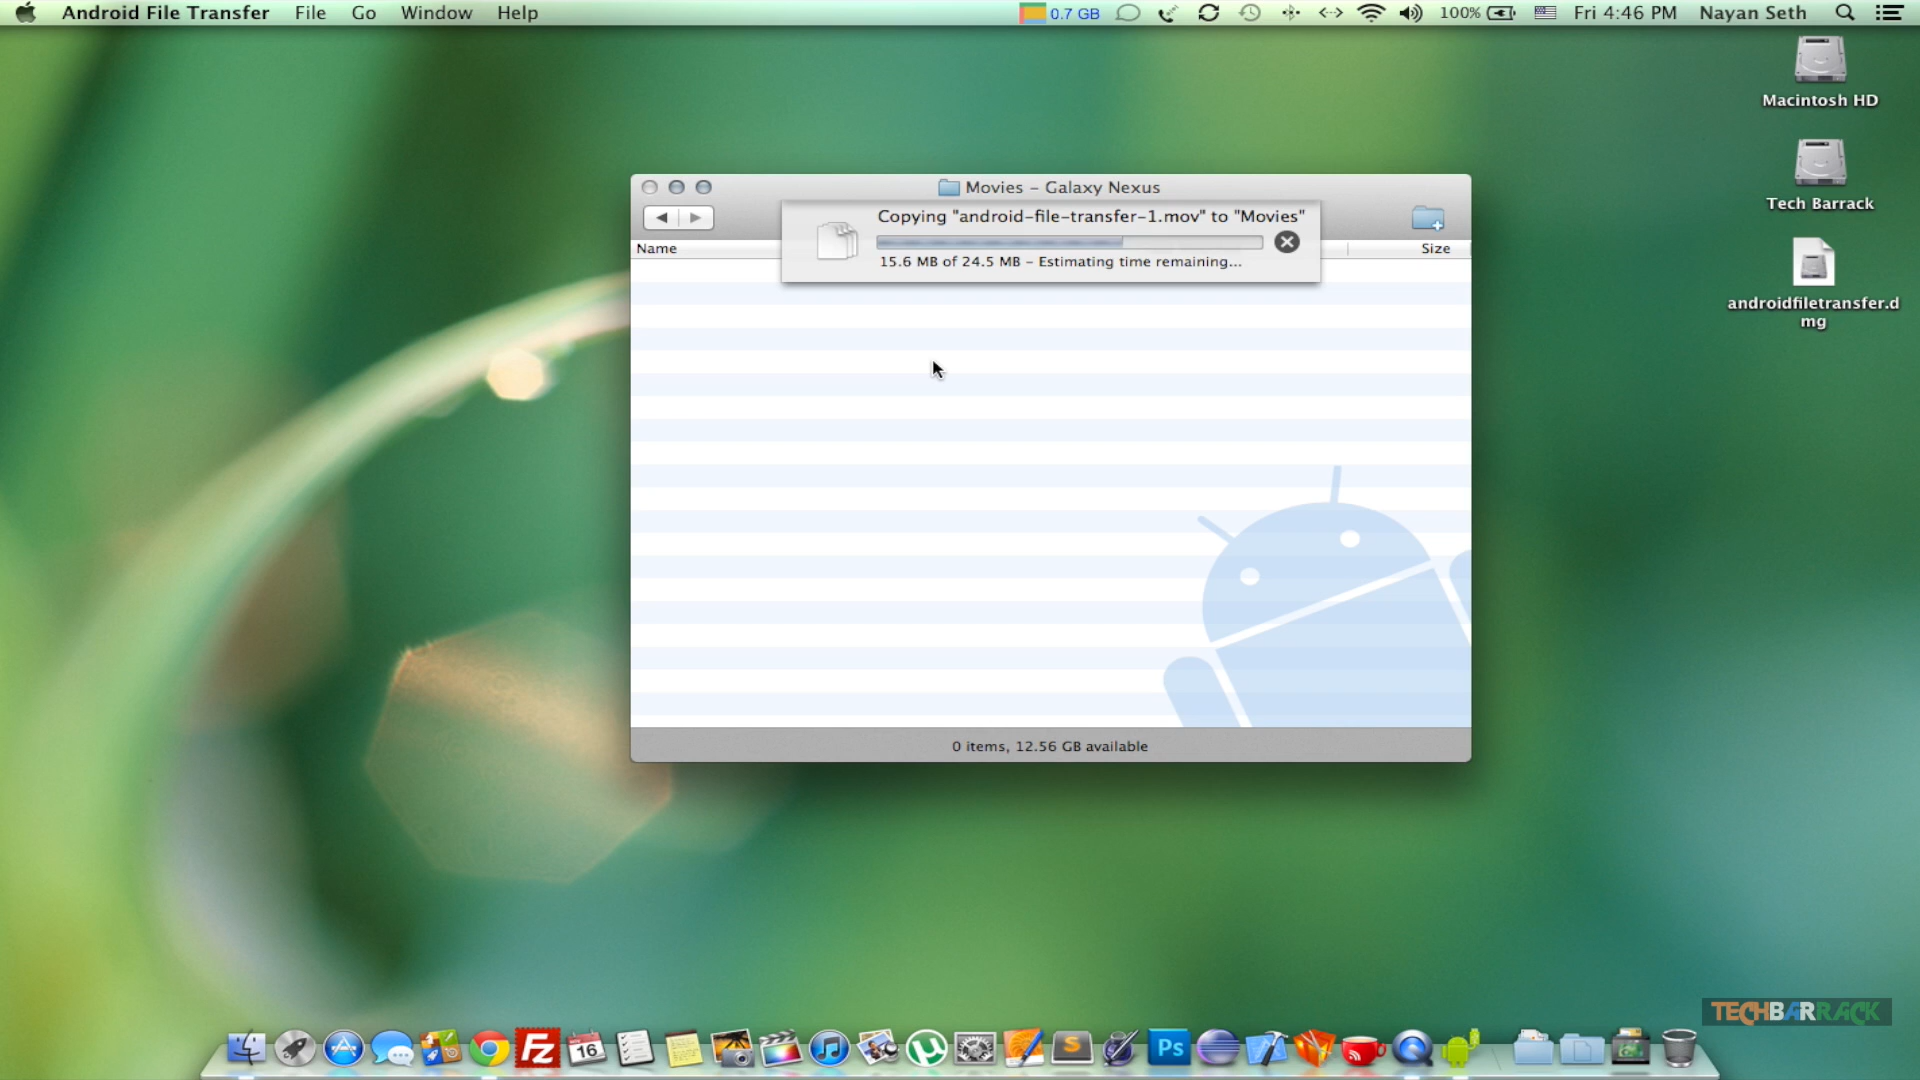 Android File Transfer File Go Window Help 0.7 GB 100% Fri 4:46 PM Nayan Seth
Macintosh HD
Tech Barrack
androidfiletransfer.d
mg
Movies – Galaxy Nexus
Copying "android-file-transfer-1.mov" to "Movies"
15.6 MB of 24.5 MB – Estimating time remaining...
Name Size
0 items, 12.56 GB available
TECHBARRACK
Fz
16
S
Ps